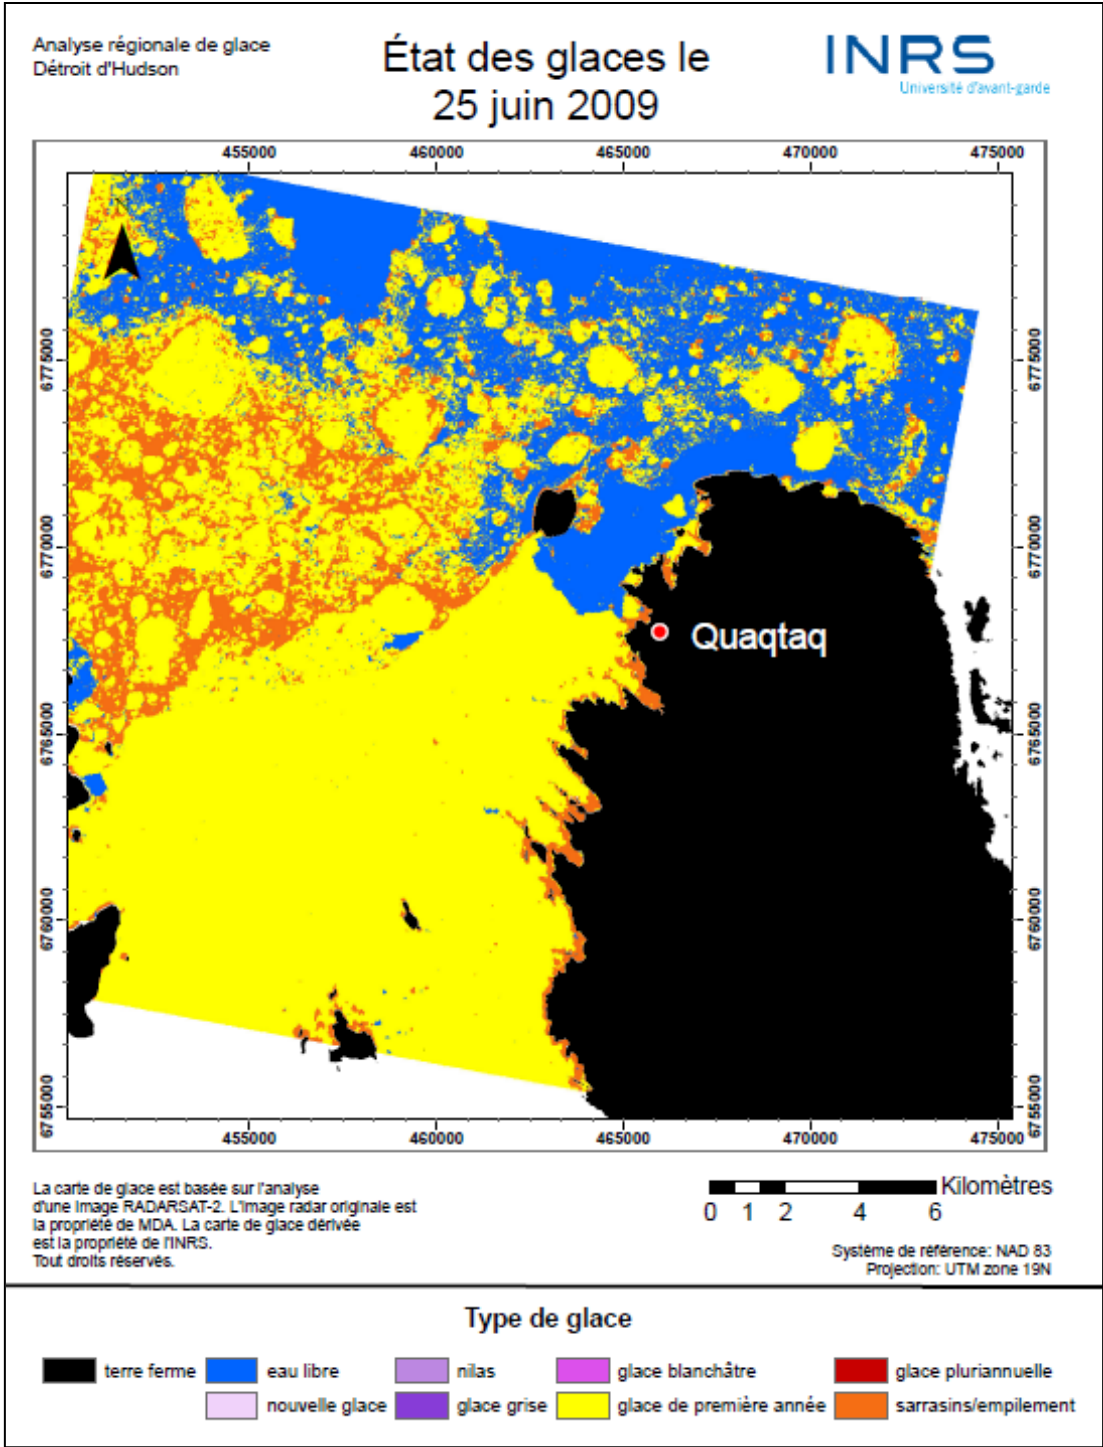 Analyse régionale de glace
Détroit d'Hudson
État des glaces le
25 juin 2009
INRS
Université d'avant-garde
455000 460000 465000 470000 475000
N
6775000 6775000
6770000 6770000
Quaqtaq
6765000 6765000
6760000 6760000
6755000 6755000
455000 460000 465000 470000 475000
La carte de glace est basée sur l'analyse
d'une image RADARSAT-2. L'image radar originale est
la propriété de MDA. La carte de glace dérivée
est la propriété de l'INRS.
Tout droits réservés.
Kilomètres
0 1 2 4 6
Système de référence: NAD 83
Projection: UTM zone 19N
Type de glace
terre ferme eau libre nilas glace blanchâtre glace pluriannuelle
nouvelle glace glace grise glace de première année sarrasins/empilement